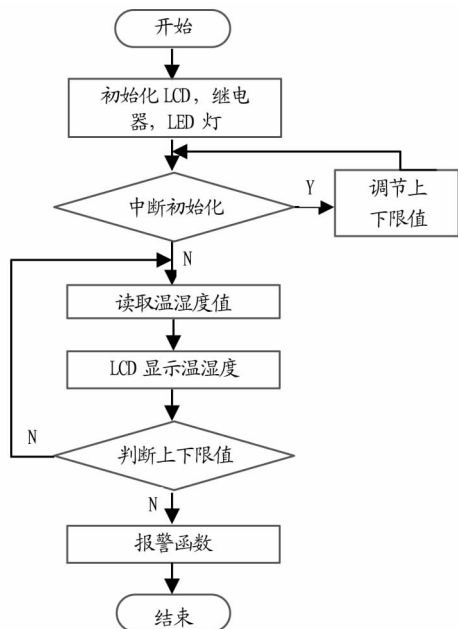 开始
初始化 LCD，继电
器，LED 灯
中断初始化
Y
调节上
下限值
N
读取温湿度值
LCD 显示温湿度
N
判断上下限值
N
报警函数
结束